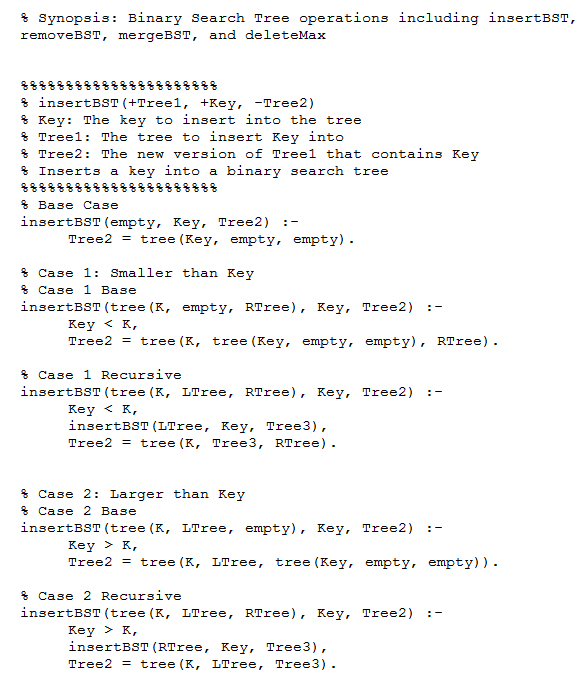 % Synopsis: Binary Search Tree operations including insertBST,
removeBST, mergeBST, and deleteMax
%%%%%%%%%%%%%%%%%%%%%%
% insertBST(+Tree1, +Key, -Tree2)
% Key: The key to insert into the tree
% Tree1: The tree to insert Key into
% Tree2: The new version of Tree1 that contains Key
% Inserts a key into a binary search tree
%%%%%%%%%%%%%%%%%%%%%%
% Base Case
insertBST(empty, Key, Tree2) :-
Tree2 = tree(Key, empty, empty).
% Case 1: Smaller than Key
% Case 1 Base
insertBST(tree(K, empty, RTree), Key, Tree2) :-
Key < K,
Tree2 = tree(K, tree(Key, empty, empty), RTree).
% Case 1 Recursive
insertBST(tree(K, LTree, RTree), Key, Tree2) :-
Key < K,
insertBST(LTree, Key, Tree3),
Tree2 = tree(K, Tree3, RTree).
% Case 2: Larger than Key
% Case 2 Base
insertBST(tree(K, LTree, empty), Key, Tree2) :-
Key > K,
Tree2 = tree(K, LTree, tree(Key, empty, empty)).
% Case 2 Recursive
insertBST(tree(K, LTree, RTree), Key, Tree2) :-
Key > K,
insertBST(RTree, Key, Tree3),
Tree2 = tree(K, LTree, Tree3).